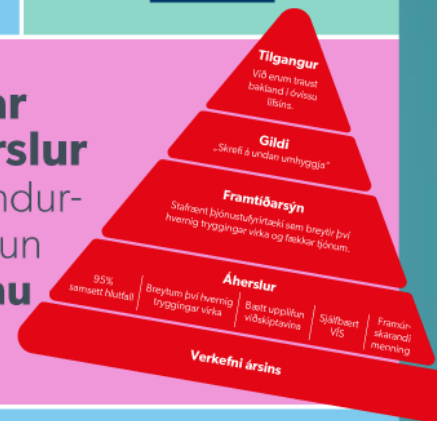 ar
rslur
ndur-
un
au
Tilgangur
Við erum traust
bakland í óvissu
lífsins.
Gildi
„Skrefi á undan umhyggja“
Framtíðarsýn
Stafrænt þjónustufyrirtæki sem breytir því
hvernig tryggingar virka og fækkar tjónum.
Áherslur
95%
samsett hlutfall
Breytum því hvernig
tryggingar virka
Bætt upplifun
viðskiptavina
Sjálfbært
VÍS
Framúr-
skarandi
menning
Verkefni ársins